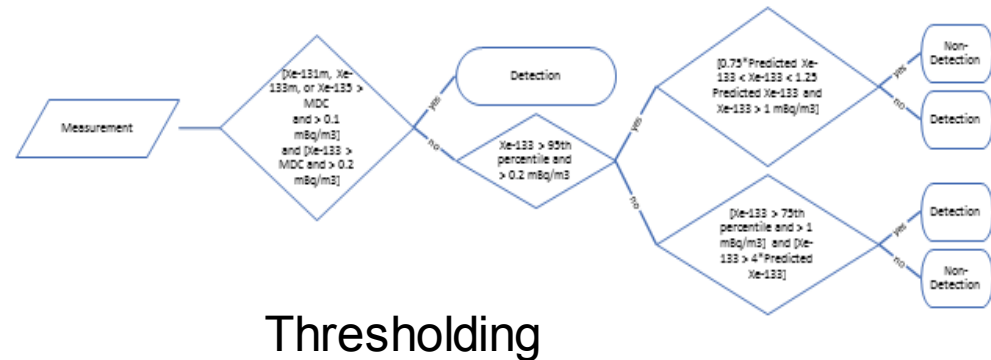 Measurement
[Xe-131m, Xe-
133m, or Xe-135 >
MDC
and > 0.1
mBq/m3]
and [Xe-133 >
MDC and > 0.2
mBq/m3]
yes
no
Detection
Xe-133 > 95th
percentile and
> 0.2 mBq/m3
yes
no
[0.75*Predicted Xe-
133 < Xe-133 < 1.25
Predicted Xe-133 and
Xe-133 > 1 mBq/m3]
yes
no
Non-
Detection
Detection
[Xe-133 > 75th
percentile and > 1
mBq/m3] and [Xe-
133 > 4*Predicted
Xe-133]
yes
no
Detection
Non-
Detection
Thresholding